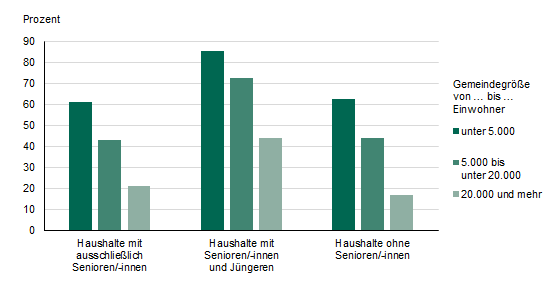 Prozent
90
80
70
60
50
40
30
20
10
0
Haushalte mit
ausschließlich
Senioren/-innen
Haushalte mit
Senioren/-innen
und Jüngeren
Haushalte ohne
Senioren/-innen
Gemeindegröße
von ... bis ...
Einwohner
unter 5.000
5.000 bis
unter 20.000
20.000 und mehr